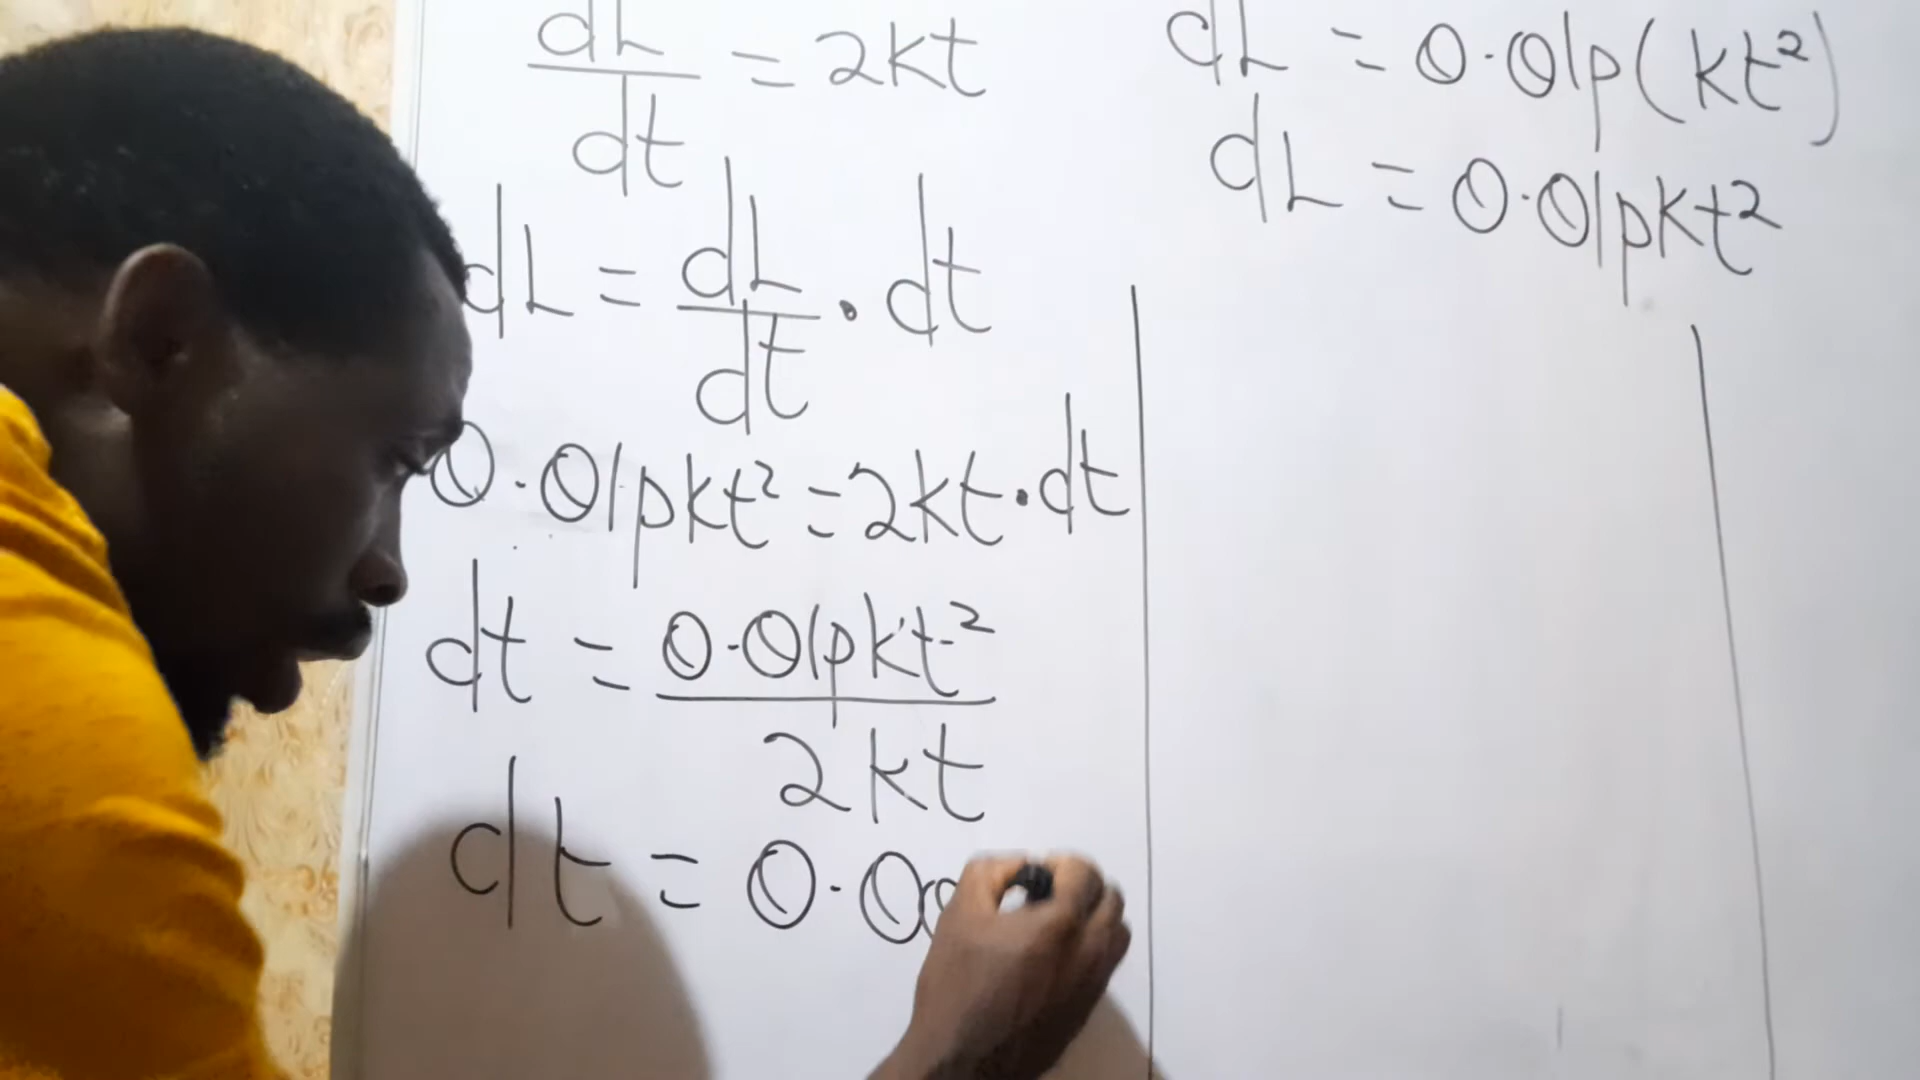 dL/dt = 2kt
dL = dL/dt · dt
0·01pkt² = 2kt·dt
dt = 0·01pkt²/2kt
dt = 0·00
dL = 0·01p(kt²)
dL = 0·01pkt²